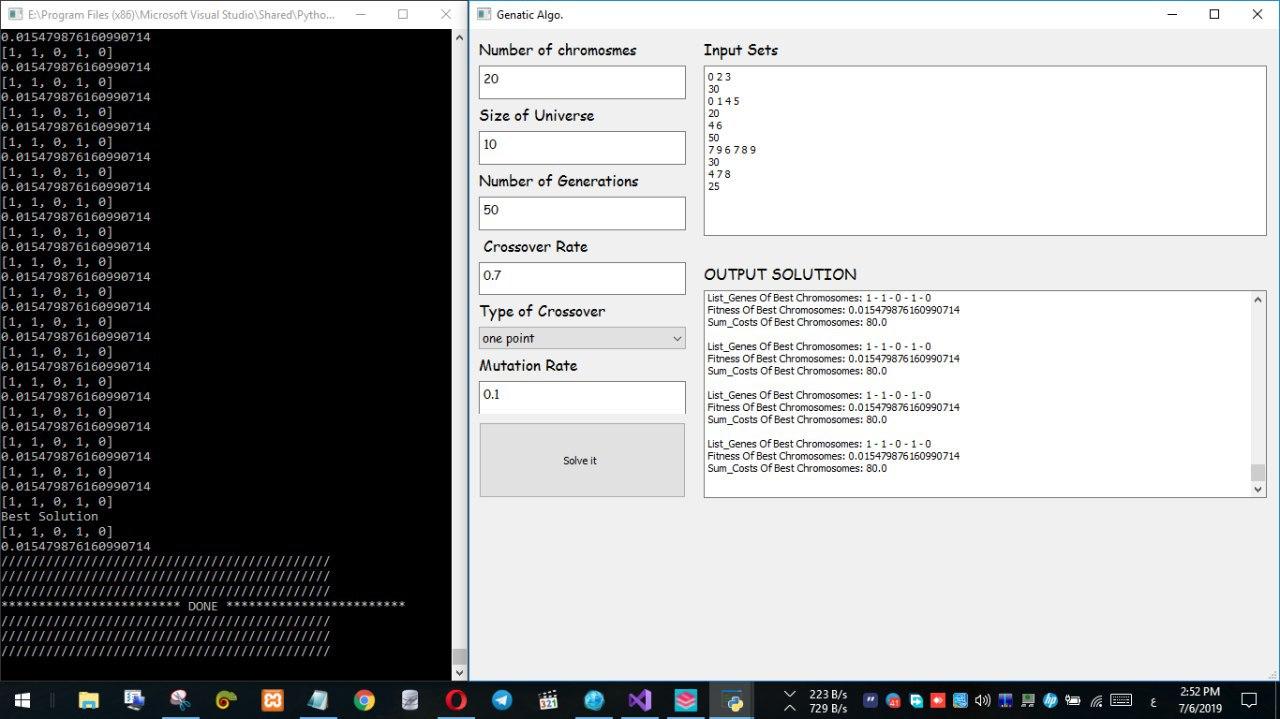 E:\Program Files (x86)\Microsoft Visual Studio\Shared\Pytho...
0.015479876160990714
[1, 1, 0, 1, 0]
0.015479876160990714
[1, 1, 0, 1, 0]
0.015479876160990714
[1, 1, 0, 1, 0]
0.015479876160990714
[1, 1, 0, 1, 0]
0.015479876160990714
[1, 1, 0, 1, 0]
0.015479876160990714
[1, 1, 0, 1, 0]
0.015479876160990714
[1, 1, 0, 1, 0]
0.015479876160990714
[1, 1, 0, 1, 0]
0.015479876160990714
[1, 1, 0, 1, 0]
0.015479876160990714
[1, 1, 0, 1, 0]
0.015479876160990714
[1, 1, 0, 1, 0]
0.015479876160990714
[1, 1, 0, 1, 0]
0.015479876160990714
[1, 1, 0, 1, 0]
0.015479876160990714
[1, 1, 0, 1, 0]
0.015479876160990714
[1, 1, 0, 1, 0]
0.015479876160990714
[1, 1, 0, 1, 0]
Best Solution
[1, 1, 0, 1, 0]
0.015479876160990714
////////////////////////////////////////////
////////////////////////////////////////////
////////////////////////////////////////////
************************ DONE ************************
////////////////////////////////////////////
////////////////////////////////////////////
////////////////////////////////////////////
Genatic Algo.
Number of chromosmes
20
Size of Universe
10
Number of Generations
50
Crossover Rate
0.7
Type of Crossover
one point
Mutation Rate
0.1
Solve it
Input Sets
0 2 3
30
0 1 4 5
20
4 6
50
7 9 6 7 8 9
30
4 7 8
25
OUTPUT SOLUTION
List_Genes Of Best Chromosomes: 1 - 1 - 0 - 1 - 0
Fitness Of Best Chromosomes: 0.015479876160990714
Sum_Costs Of Best Chromosomes: 80.0
List_Genes Of Best Chromosomes: 1 - 1 - 0 - 1 - 0
Fitness Of Best Chromosomes: 0.015479876160990714
Sum_Costs Of Best Chromosomes: 80.0
List_Genes Of Best Chromosomes: 1 - 1 - 0 - 1 - 0
Fitness Of Best Chromosomes: 0.015479876160990714
Sum_Costs Of Best Chromosomes: 80.0
List_Genes Of Best Chromosomes: 1 - 1 - 0 - 1 - 0
Fitness Of Best Chromosomes: 0.015479876160990714
Sum_Costs Of Best Chromosomes: 80.0
321
223 B/s
729 B/s
41
hp
ع
2:52 PM
7/6/2019